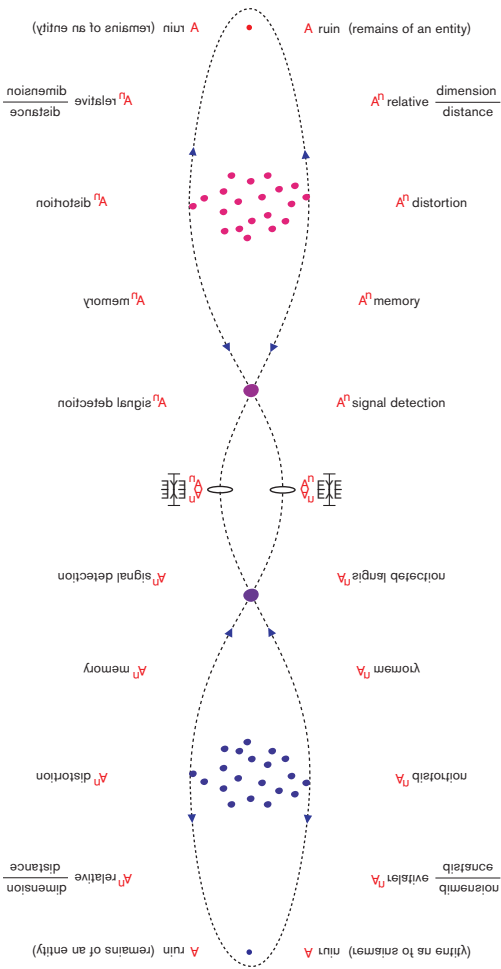 A ruin (remains of an entity) A ruin (remains of an entity)
dimension dimension
Aⁿ relative Aⁿ relative
distance distance
Aⁿ distortion Aⁿ distortion
Aⁿ memory Aⁿ memory
Aⁿ signal detection Aⁿ signal detection
Aⁿ Aⁿ
Aⁿ Aⁿ
Aⁿ signal detection Aⁿ signal detection
Aⁿ memory Aⁿ memory
Aⁿ distortion Aⁿ distortion
distance distance
Aⁿ relative Aⁿ relative
dimension dimension
A ruin (remains of an entity) A ruin (remains of an entity)